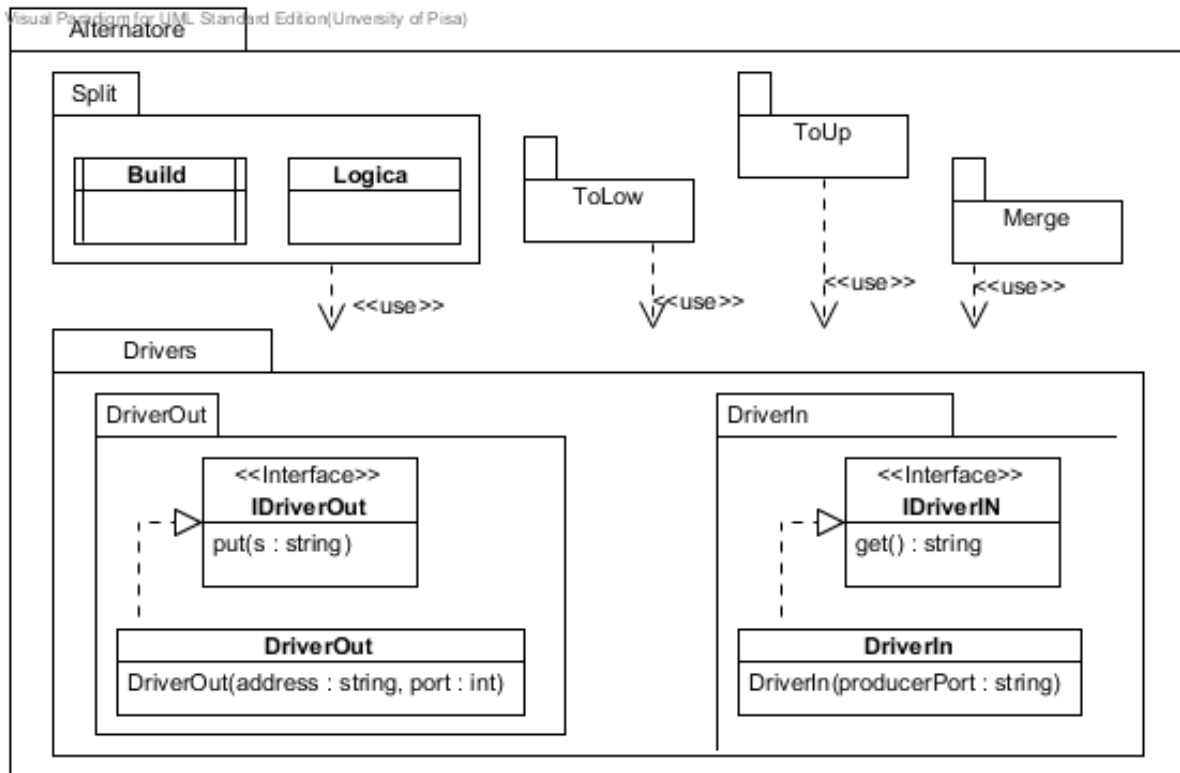 Visual Paradigm for UML Standard Edition(Unversity of Pisa)
Alternatore
Split
Build
Logica
ToLow
ToUp
Merge
<<use>>
<<use>>
<<use>>
<<use>>
Drivers
DriverOut
<<Interface>>
IDriverOut
put(s : string)
DriverOut
DriverOut(address : string, port : int)
DriverIn
<<Interface>>
IDriverIN
get() : string
DriverIn
DriverIn(producerPort : string)